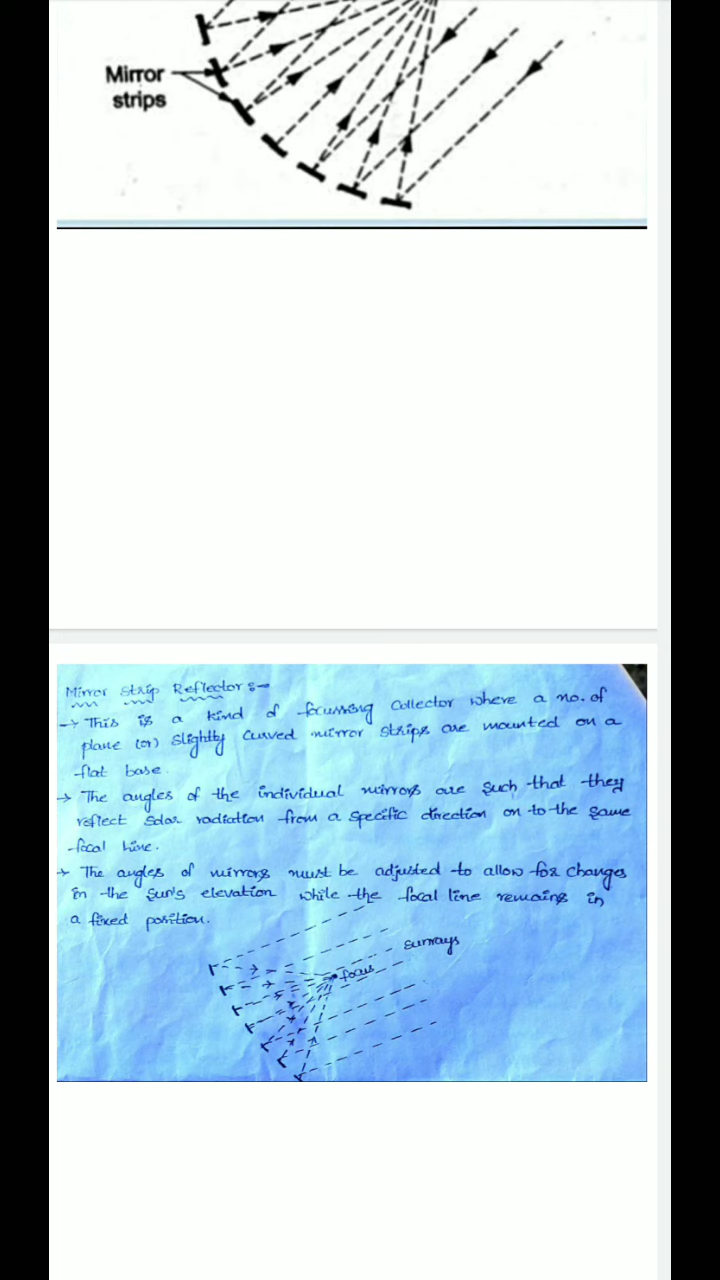 Mirror
strips
Mirror Strip Reflectors:-
→ This is a kind of focussing Collector where a no. of
plane (or) slightly curved mirror strips are mounted on a
flat base.
→ The angles of the individual mirrors are such that they
reflect solar radiation from a specific direction on to the same
focal line.
→ The angles of mirrors must be adjusted to allow for changes
in the sun's elevation while the focal line remains in
a fixed position.
sunrays
focus